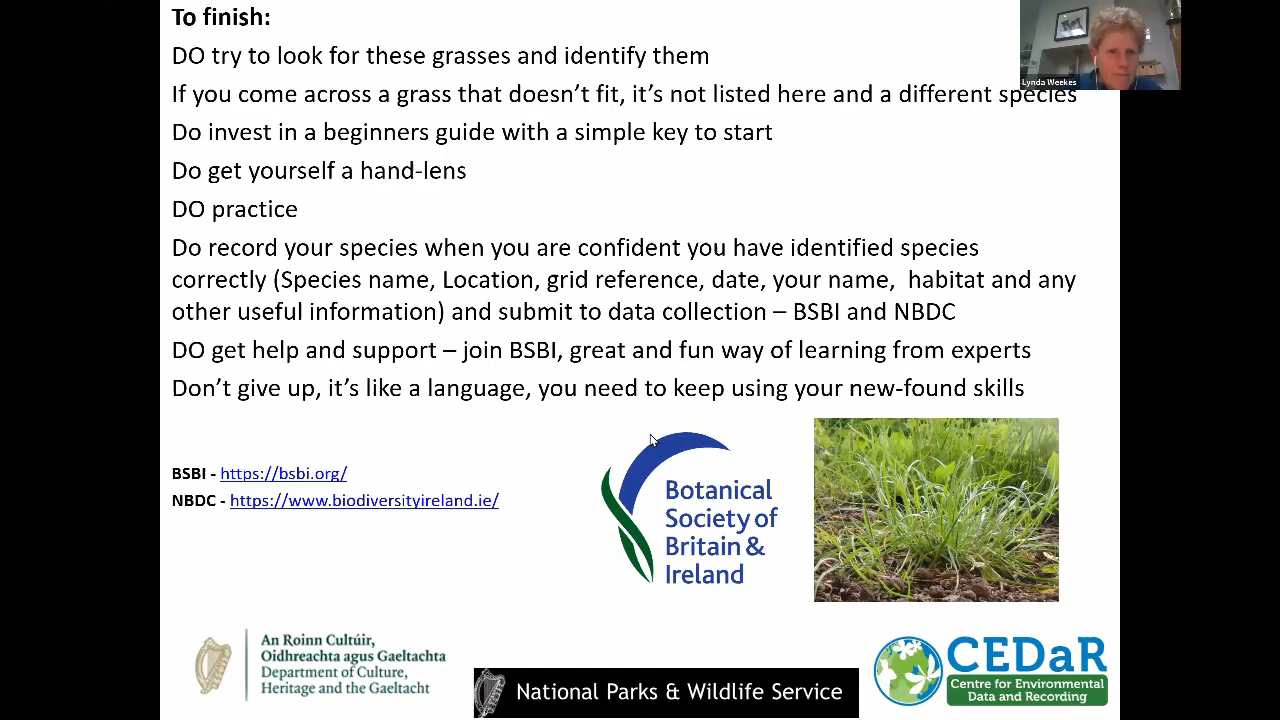 To finish:
DO try to look for these grasses and identify them
If you come across a grass that doesn't fit, it's not listed here and a different species
Do invest in a beginners guide with a simple key to start
Do get yourself a hand-lens
DO practice
Do record your species when you are confident you have identified species
correctly (Species name, Location, grid reference, date, your name, habitat and any
other useful information) and submit to data collection – BSBI and NBDC
DO get help and support – join BSBI, great and fun way of learning from experts
Don't give up, it's like a language, you need to keep using your new-found skills
BSBI - https://bsbi.org/
NBDC - https://www.biodiversityireland.ie/
Botanical
Society of
Britain &
Ireland
An Roinn Cultúir,
Oidhreachta agus Gaeltachta
Department of Culture,
Heritage and the Gaeltacht
National Parks & Wildlife Service
CEDaR
Centre for Environmental
Data and Recording
Lynda Weekes